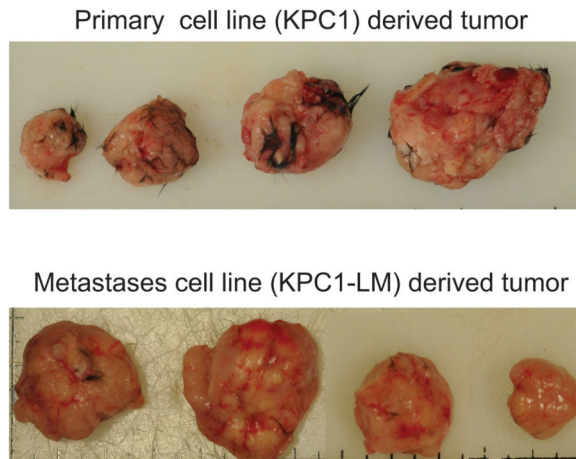 Primary cell line (KPC1) derived tumor
Metastases cell line (KPC1-LM) derived tumor